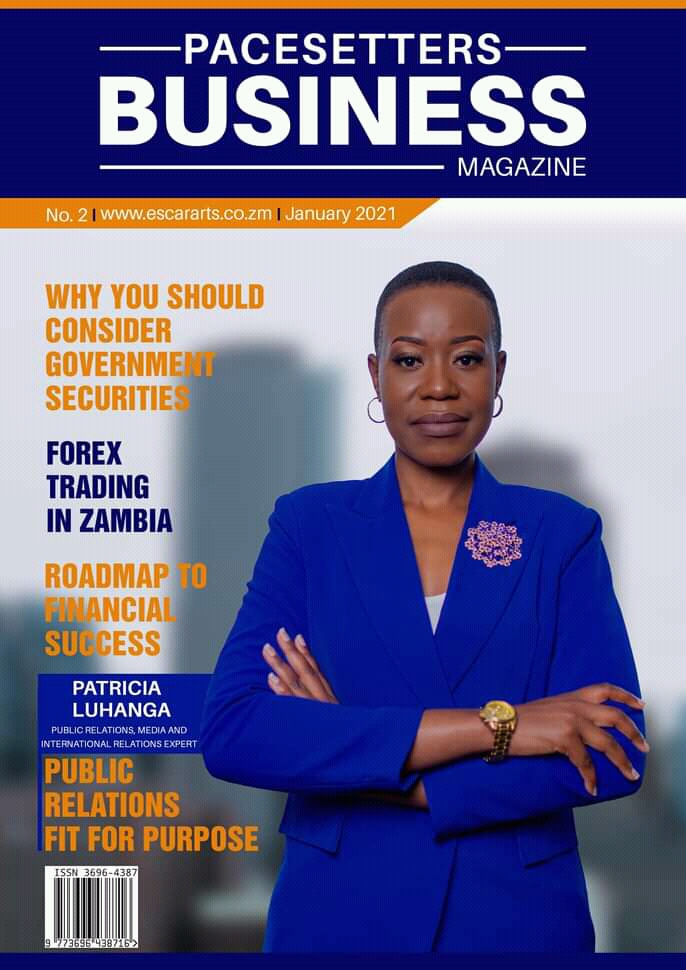 PACESETTERS
BUSINESS
MAGAZINE
No. 2 | www.escararts.co.zm | January 2021
WHY YOU SHOULD
CONSIDER
GOVERNMENT
SECURITIES
FOREX
TRADING
IN ZAMBIA
ROADMAP TO
FINANCIAL
SUCCESS
PATRICIA
LUHANGA
PUBLIC RELATIONS, MEDIA AND
INTERNATIONAL RELATIONS EXPERT
PUBLIC
RELATIONS
FIT FOR PURPOSE
ISSN 3696-4387
9 773696 438716 >